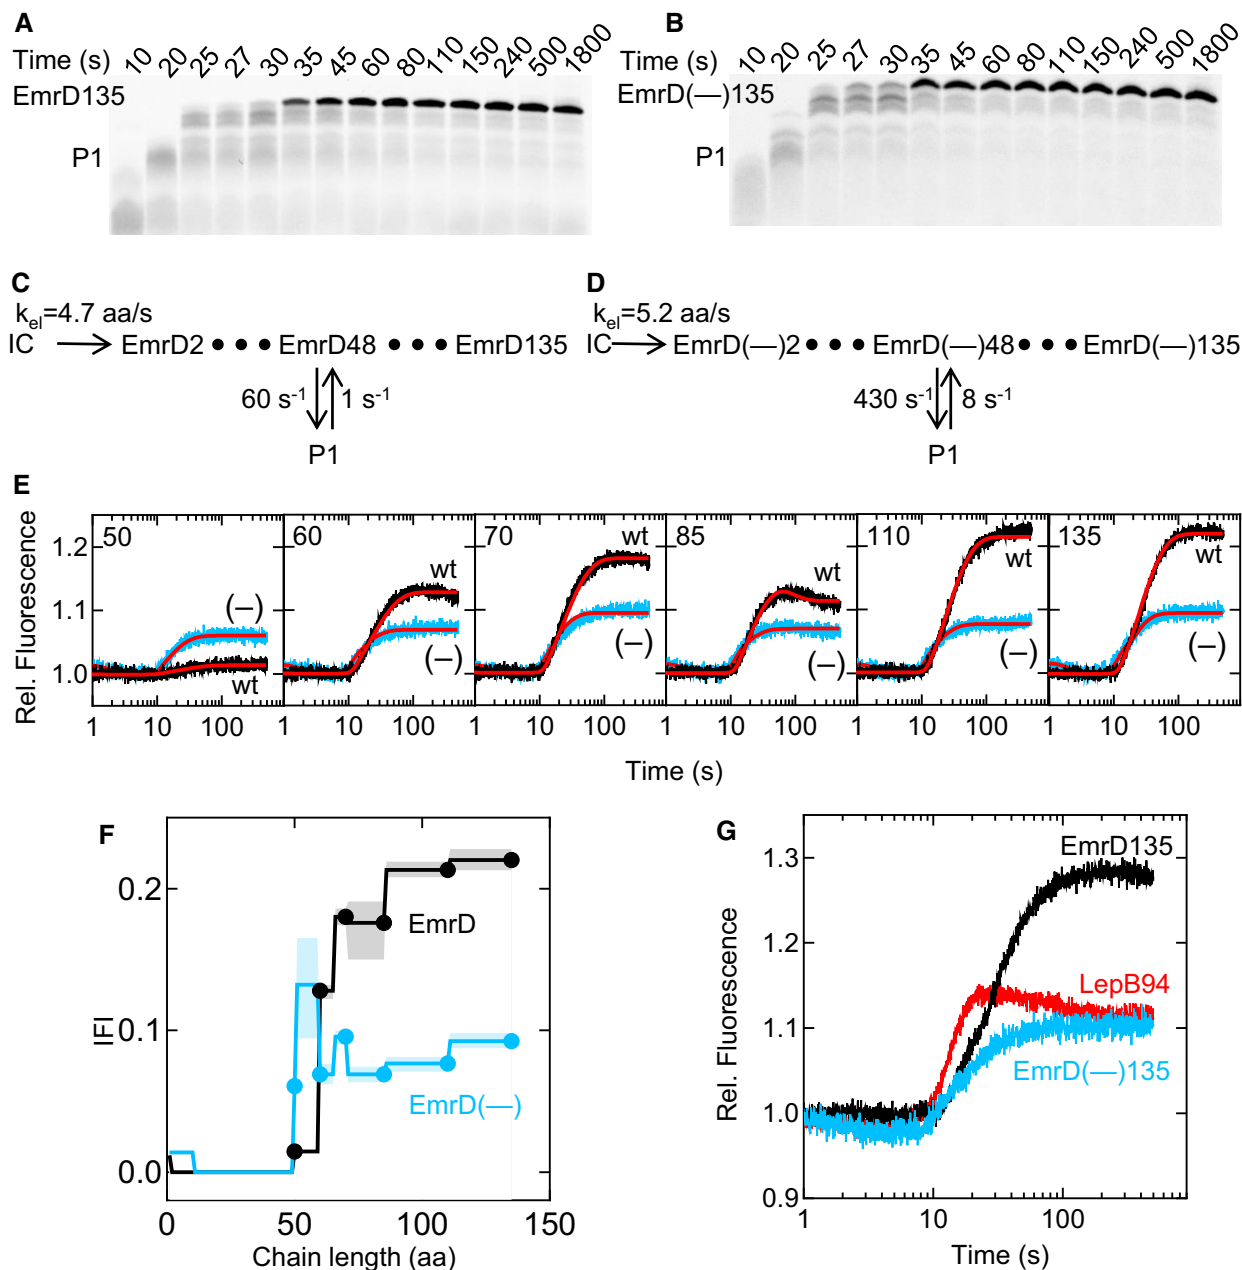 A
Time (s) 10 20 25 27 30 35 45 60 80 110 150 240 500 1800
EmrD135
P1
B
Time (s) 10 20 25 27 30 35 45 60 80 110 150 240 500 1800
EmrD(—)135
P1
C
k_el=4.7 aa/s
IC EmrD2 • • • EmrD48 • • • EmrD135
60 s⁻¹ 1 s⁻¹
P1
D
k_el=5.2 aa/s
IC EmrD(—)2 • • • EmrD(—)48 • • • EmrD(—)135
430 s⁻¹ 8 s⁻¹
P1
E
Rel. Fluorescence
1.2
1.1
1.0
50
(–)
wt
60
wt
(–)
70
wt
(–)
85
wt
(–)
110
wt
(–)
135
wt
(–)
1 10 100 1 10 100 1 10 100 1 10 100 1 10 100 1 10 100
Time (s)
F
IFI
0.2
0.1
0.0
EmrD
EmrD(—)
0 50 100 150
Chain length (aa)
G
Rel. Fluorescence
1.3
1.2
1.1
1.0
0.9
EmrD135
LepB94
EmrD(—)135
1 10 100
Time (s)